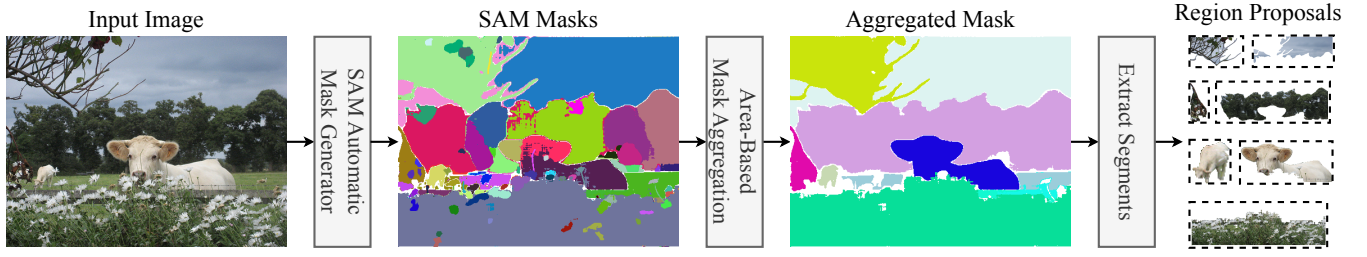 Input Image
SAM Automatic
Mask Generator
SAM Masks
Area-Based
Mask Aggregation
Aggregated Mask
Extract Segments
Region Proposals